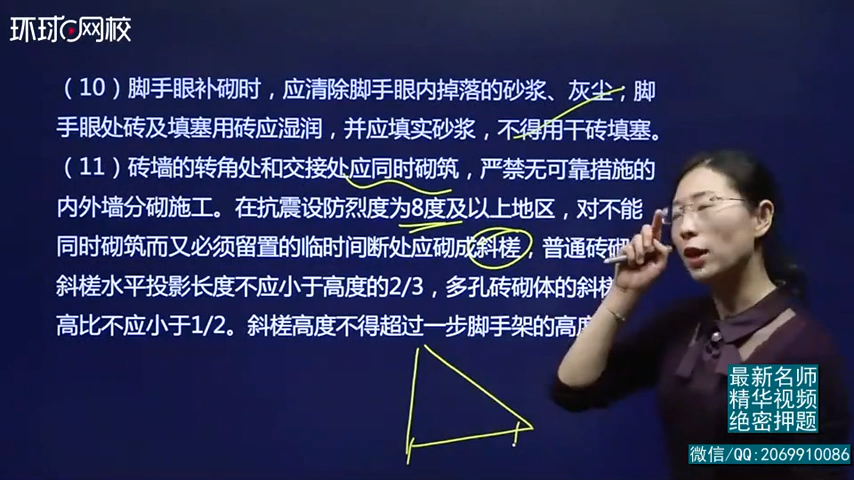 环球网校
（10）脚手眼补砌时，应清除脚手眼内掉落的砂浆、灰尘；脚
手眼处砖及填塞用砖应湿润，并应填实砂浆，不得用干砖填塞。
（11）砖墙的转角处和交接处应同时砌筑，严禁无可靠措施的
内外墙分砌施工。在抗震设防烈度为8度及以上地区，对不能
同时砌筑而又必须留置的临时间断处应砌成斜槎，普通砖砌
斜槎水平投影长度不应小于高度的2/3，多孔砖砌体的斜槎
高比不应小于1/2。斜槎高度不得超过一步脚手架的高度
最新名师
精华视频
绝密押题
微信/QQ:2069910086